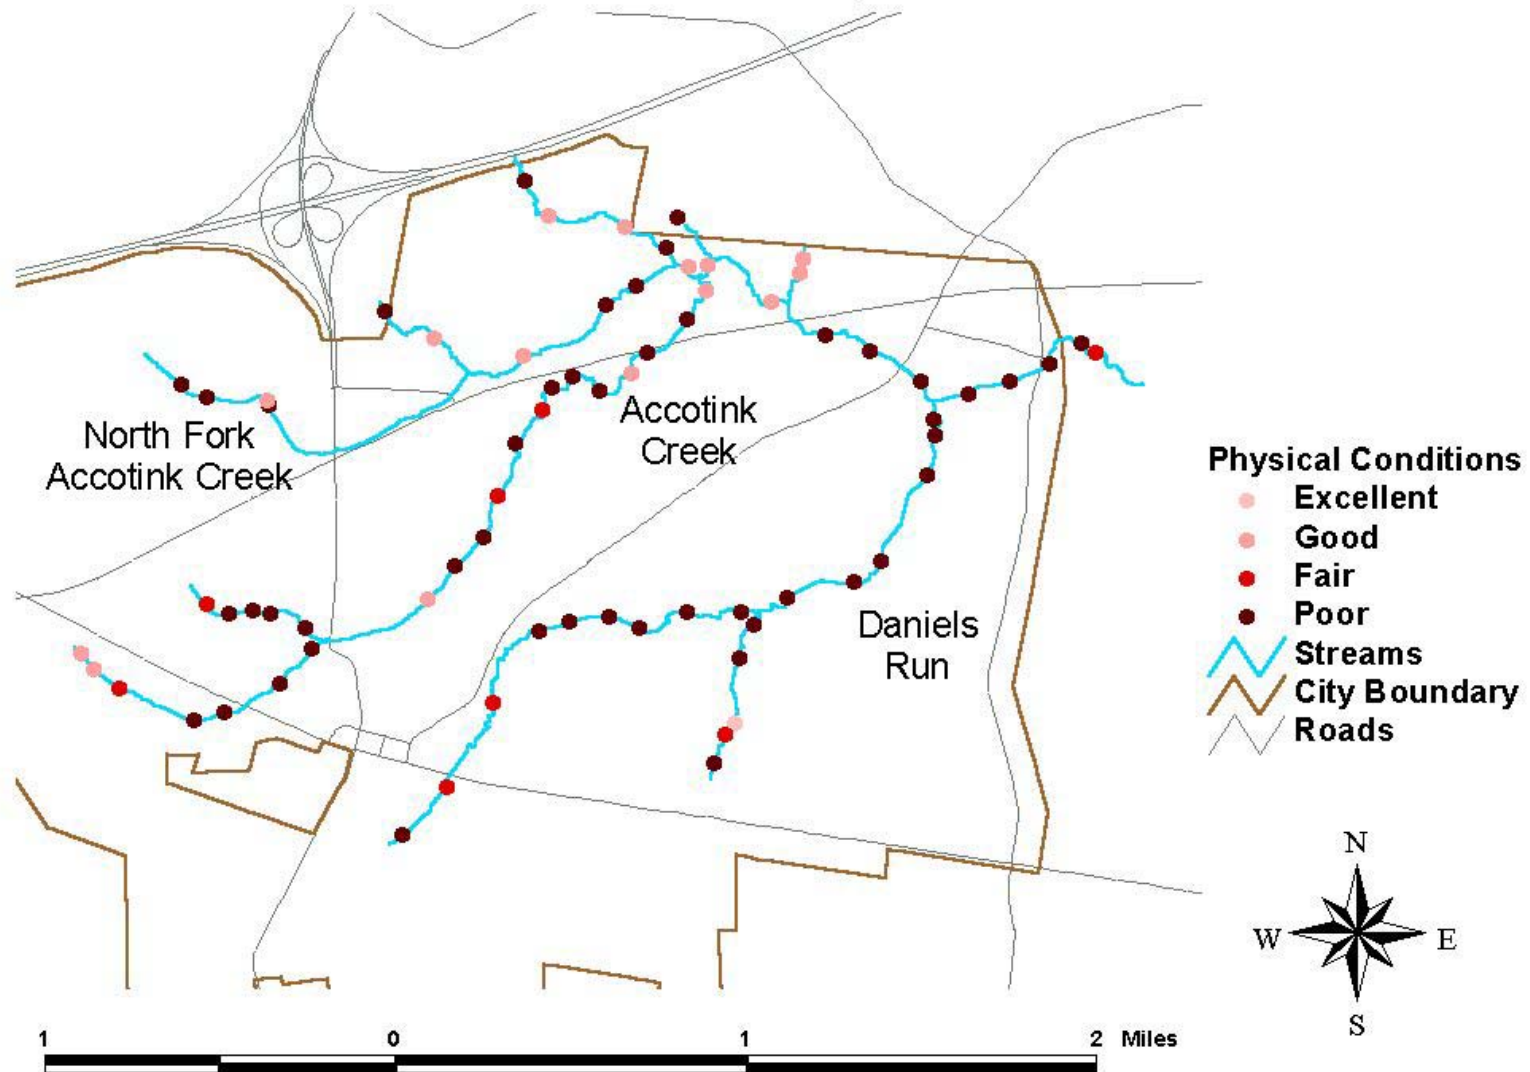 North Fork
Accotink Creek
Accotink
Creek
Daniels
Run
Physical Conditions
Excellent
Good
Fair
Poor
Streams
City Boundary
Roads
N
W E
S
1 0 1 2 Miles